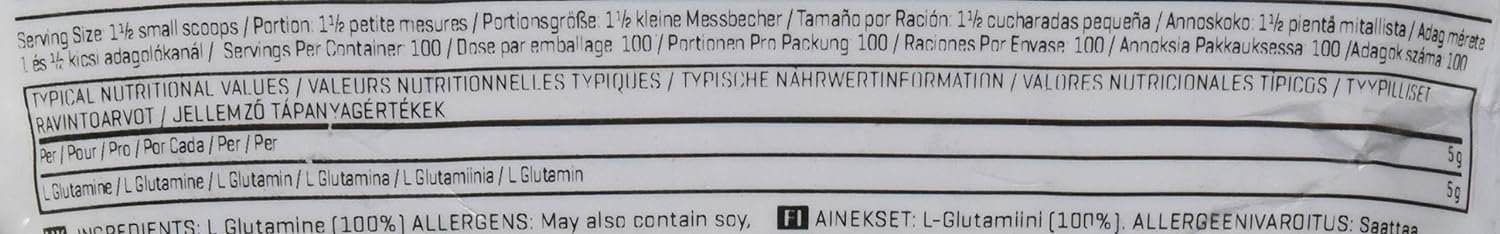 Serving Size: 1½ small scoops / Portion: 1½ petite mesures / Portionsgröße: 1½ kleine Messbecher / Tamaño por Ración: 1½ cucharadas pequeña / Annoskoko: 1½ pientä mitallista / Adag mérete
1 és ½ kicsi adagolókanál / Servings Per Container: 100 / Dose par emballage: 100 / Portionen Pro Packung: 100 / Raciones Por Envase: 100 / Annoksia Pakkauksessa: 100 /Adagok száma: 100
TYPICAL NUTRITIONAL VALUES / VALEURS NUTRITIONNELLES TYPIQUES / TYPISCHE NÄHRWERTINFORMATION / VALORES NUTRICIONALES TÍPICOS / TYYPILLISET
RAVINTOARVOT / JELLEMZŐ TÁPANYAGÉRTÉKEK
Per / Pour / Pro / Por Cada / Per / Per 5g
L Glutamine / L Glutamine / L Glutamin / L Glutamina / L Glutamiinia / L Glutamin 5g
INGREDIENTS: L Glutamine (100%) ALLERGENS: May also contain soy,
FI AINEKSET: L-Glutamiini (100%). ALLERGEENIVAROITUS: Saattaa